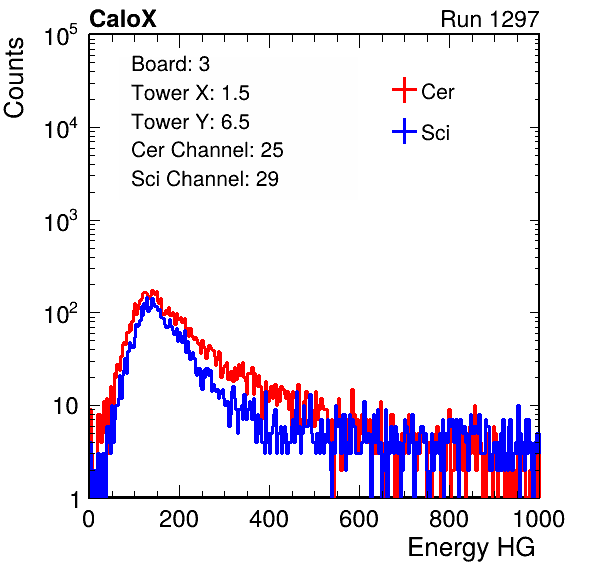 CaloX Run 1297
Counts
10^5
10^4
10^3
10^2
10
1
Board: 3
Tower X: 1.5
Tower Y: 6.5
Cer Channel: 25
Sci Channel: 29
Cer
Sci
0 200 400 600 800 1000
Energy HG